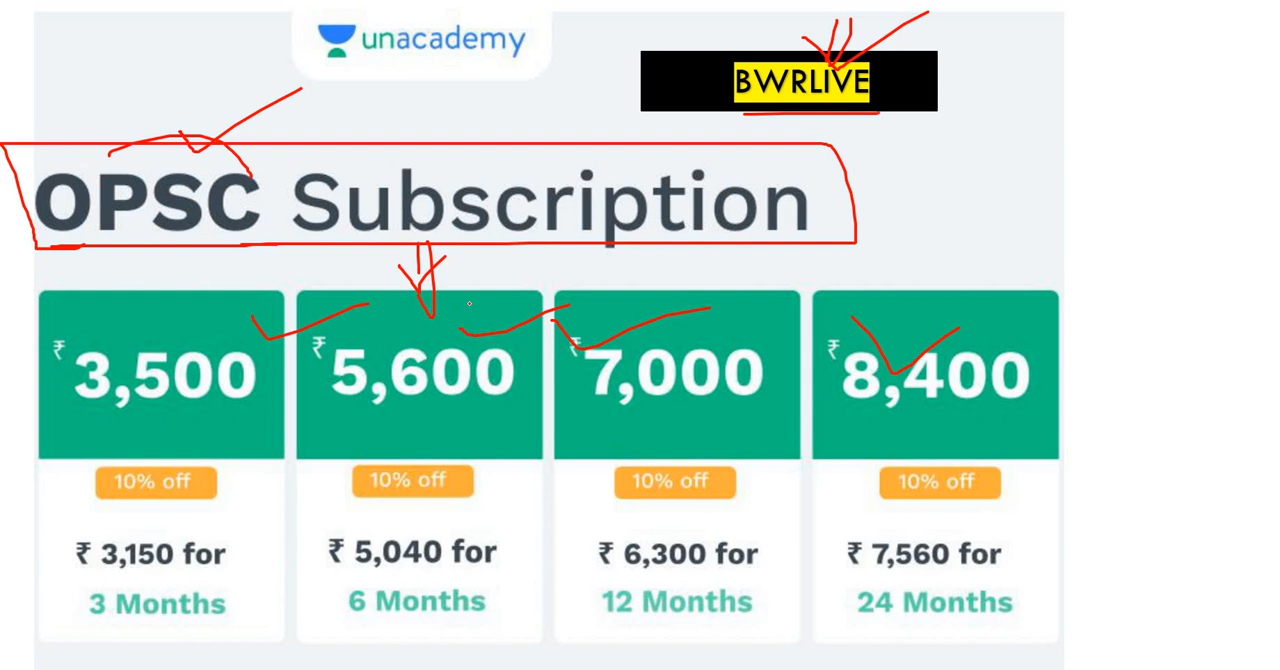 unacademy
BWRLIVE
OPSC Subscription
₹ 3,500
₹ 5,600
₹ 7,000
₹ 8,400
10% off
10% off
10% off
10% off
₹ 3,150 for
3 Months
₹ 5,040 for
6 Months
₹ 6,300 for
12 Months
₹ 7,560 for
24 Months